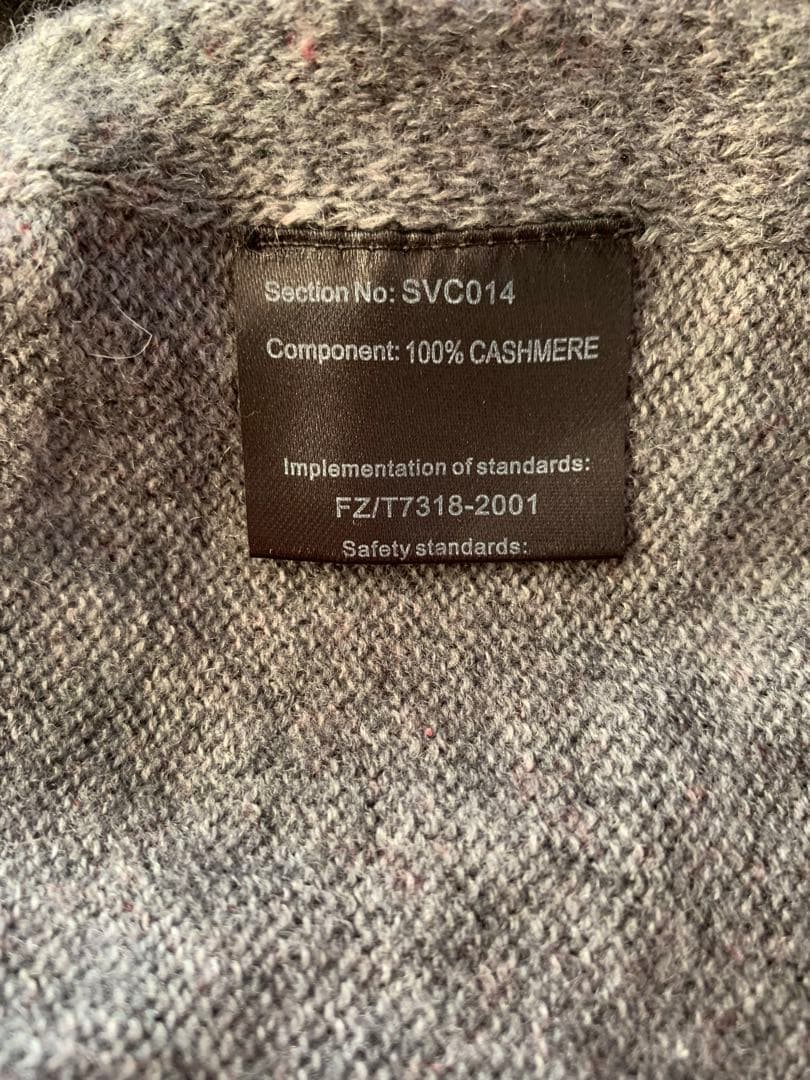 Section No: SVC014
Component: 100% CASHMERE
Implementation of standards:
FZ/T7318-2001
Safety standards: